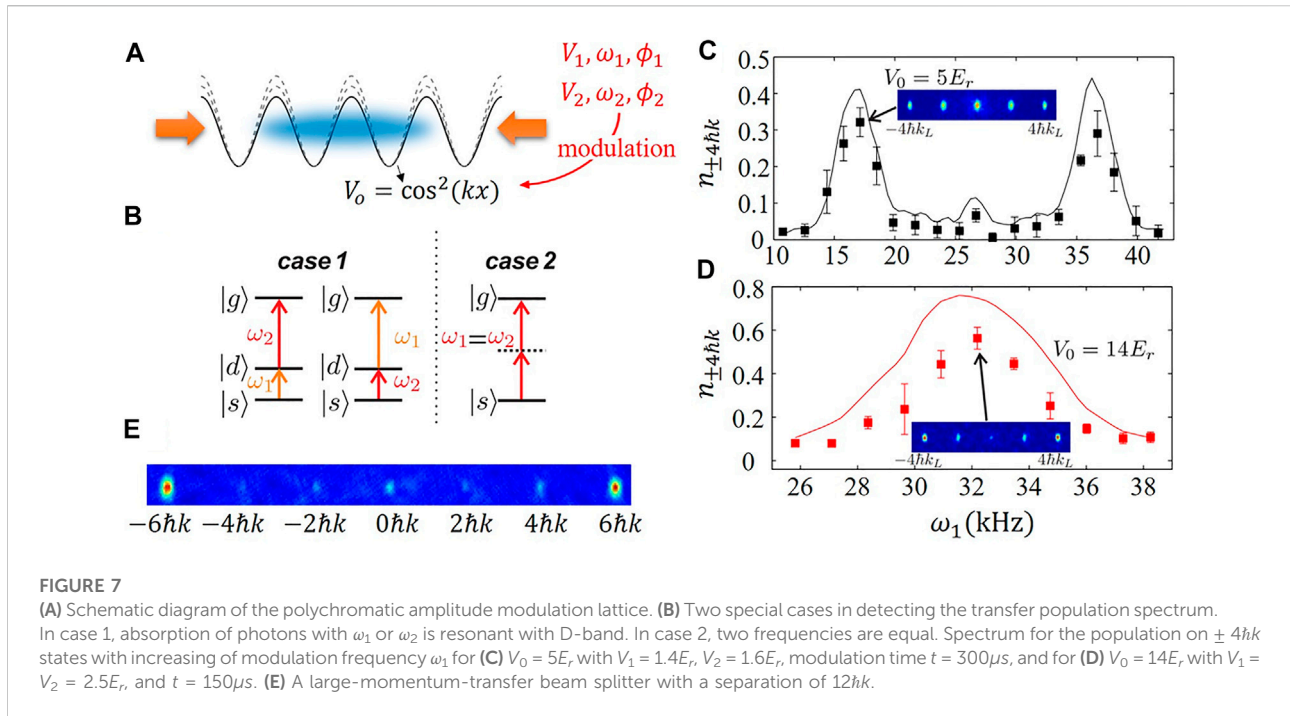 A
V₁, ω₁, ϕ₁
V₂, ω₂, ϕ₂
modulation
Vₒ = cos²(kx)
B
case 1
case 2
|g⟩ |g⟩ |g⟩
ω₂ ω₁ ω₁=ω₂
|d⟩ |d⟩
ω₁ ω₂
|s⟩ |s⟩ |s⟩
E
−6ħk −4ħk −2ħk 0ħk 2ħk 4ħk 6ħk
C
n±4ħk
0.5
0.4
0.3
0.2
0.1
0
V₀ = 5Eᵣ
−4ħk_L 4ħk_L
10 15 20 25 30 35 40
D
n±4ħk
0.8
0.6
0.4
0.2
0.0
V₀ = 14Eᵣ
−4ħk_L 4ħk_L
26 28 30 32 34 36 38
ω₁(kHz)
FIGURE 7
(A) Schematic diagram of the polychromatic amplitude modulation lattice. (B) Two special cases in detecting the transfer population spectrum.
In case 1, absorption of photons with ω₁ or ω₂ is resonant with D-band. In case 2, two frequencies are equal. Spectrum for the population on ± 4ħk
states with increasing of modulation frequency ω₁ for (C) V₀ = 5Eᵣ with V₁ = 1.4Eᵣ, V₂ = 1.6Eᵣ, modulation time t = 300μs, and for (D) V₀ = 14Eᵣ with V₁ =
V₂ = 2.5Eᵣ, and t = 150μs. (E) A large-momentum-transfer beam splitter with a separation of 12ħk.